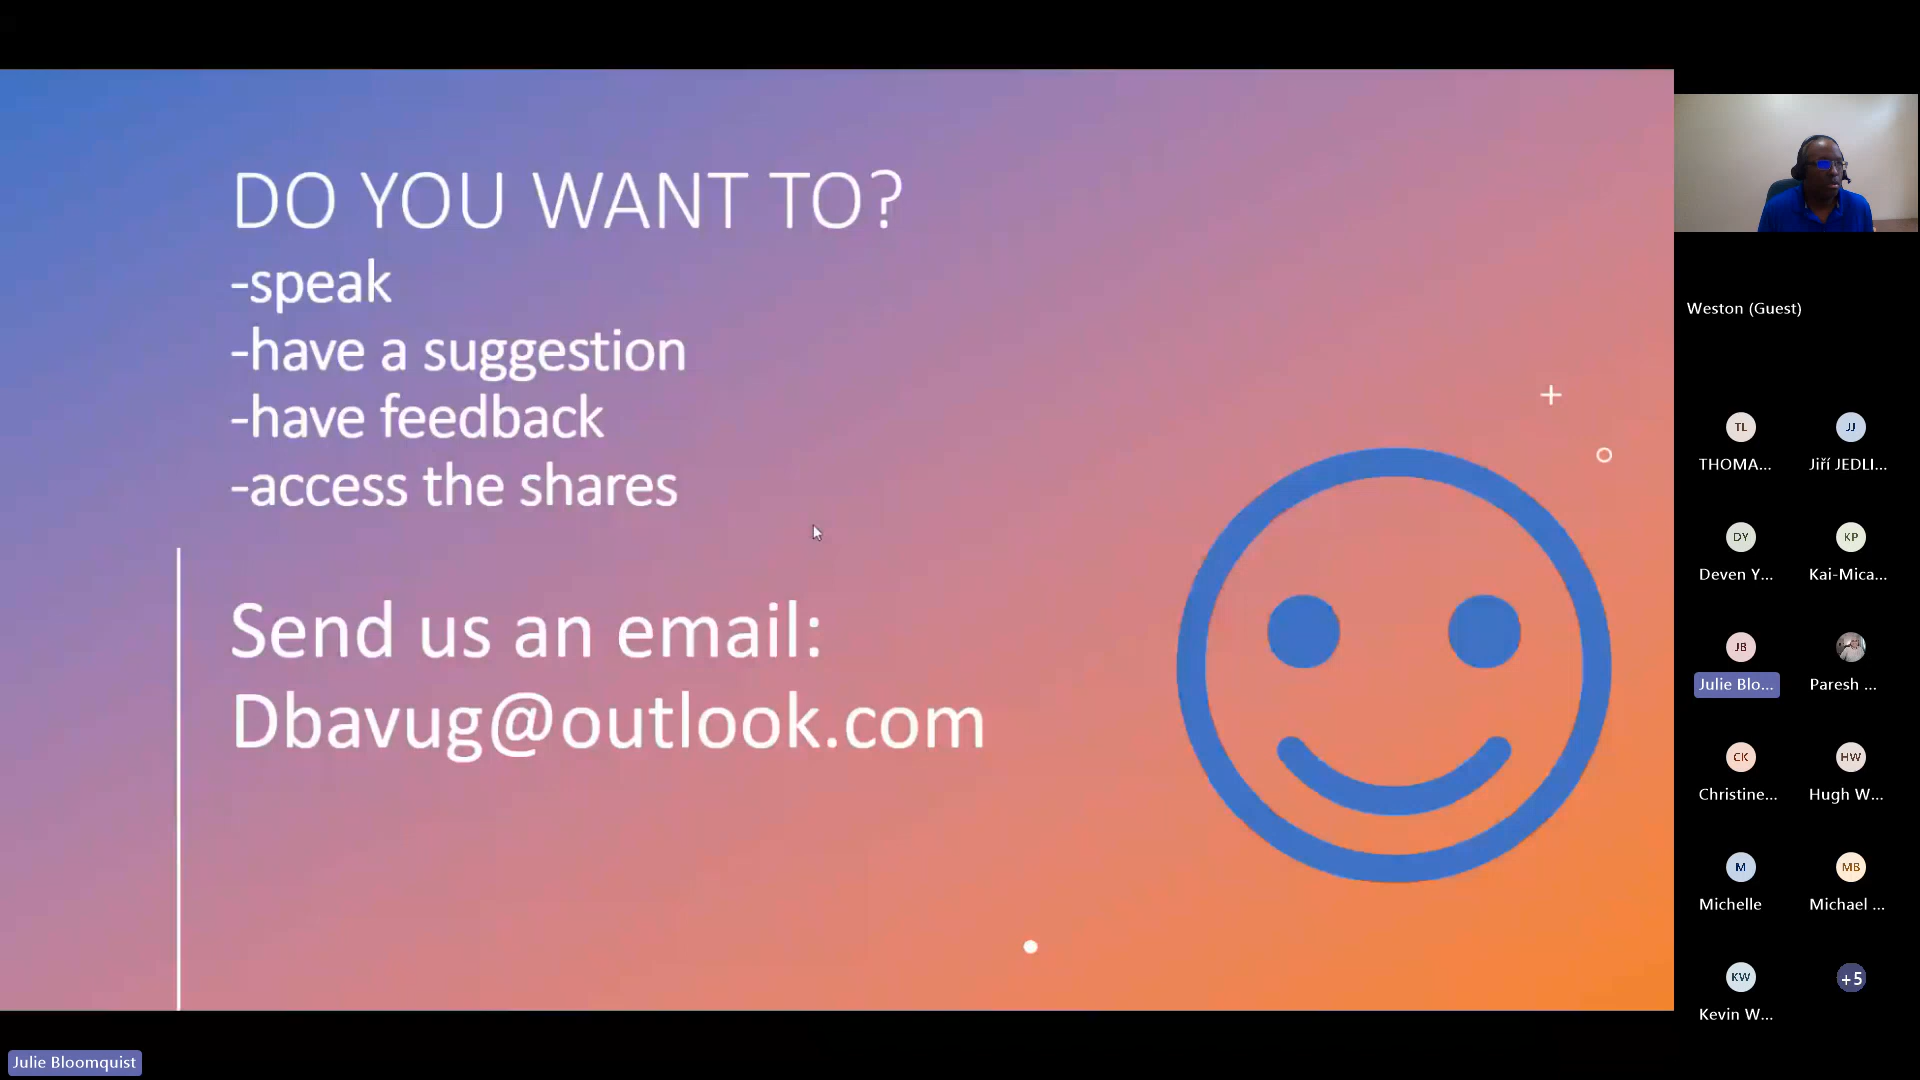 DO YOU WANT TO?
-speak
-have a suggestion
-have feedback
-access the shares
Send us an email:
Dbavug@outlook.com
Weston (Guest)
TL
JJ
THOMA...
Jiří JEDLI...
DY
KP
Deven Y...
Kai-Mica...
JB
Julie Blo...
Paresh ...
CK
HW
Christine...
Hugh W...
M
MB
Michelle
Michael ...
KW
+5
Kevin W...
Julie Bloomquist